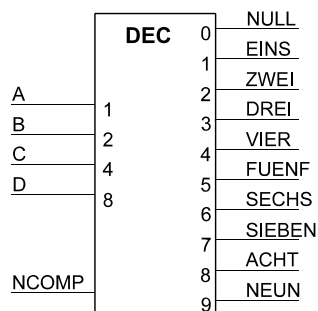 DEC
0 NULL
1 EINS
2 ZWEI
A 1 3 DREI
B 2 4 VIER
C 4 5 FUENF
D 8 6 SECHS
7 SIEBEN
8 ACHT
NCOMP 9 NEUN